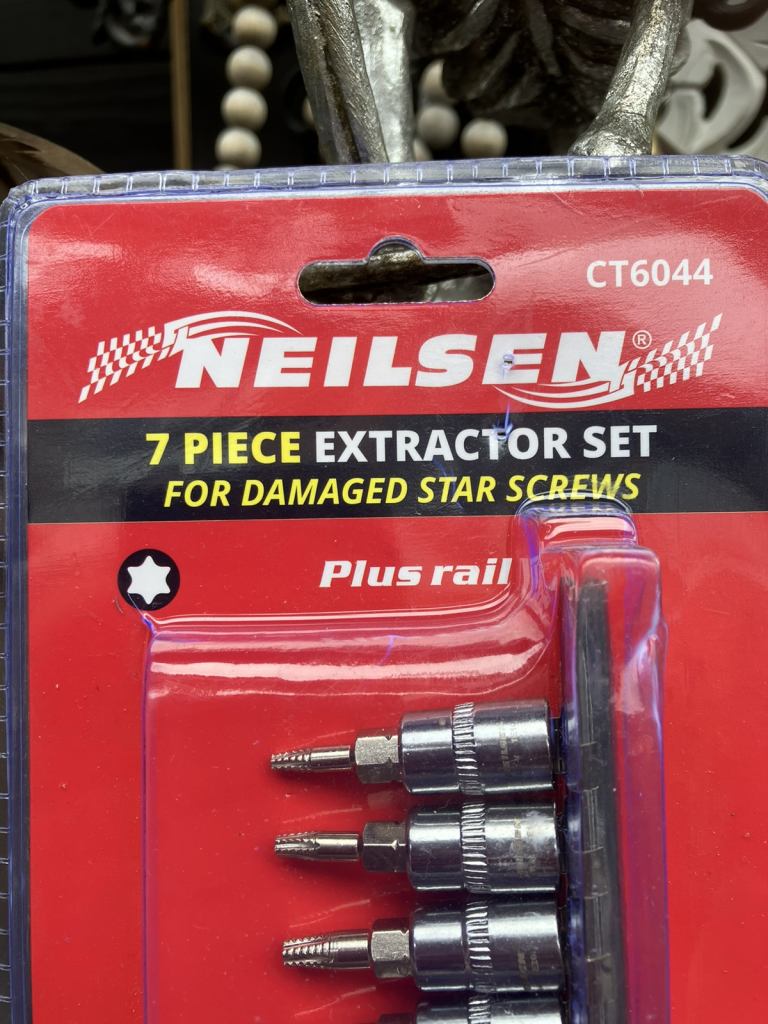 CT6044
NEILSEN®
7 PIECE EXTRACTOR SET
FOR DAMAGED STAR SCREWS
Plus rail